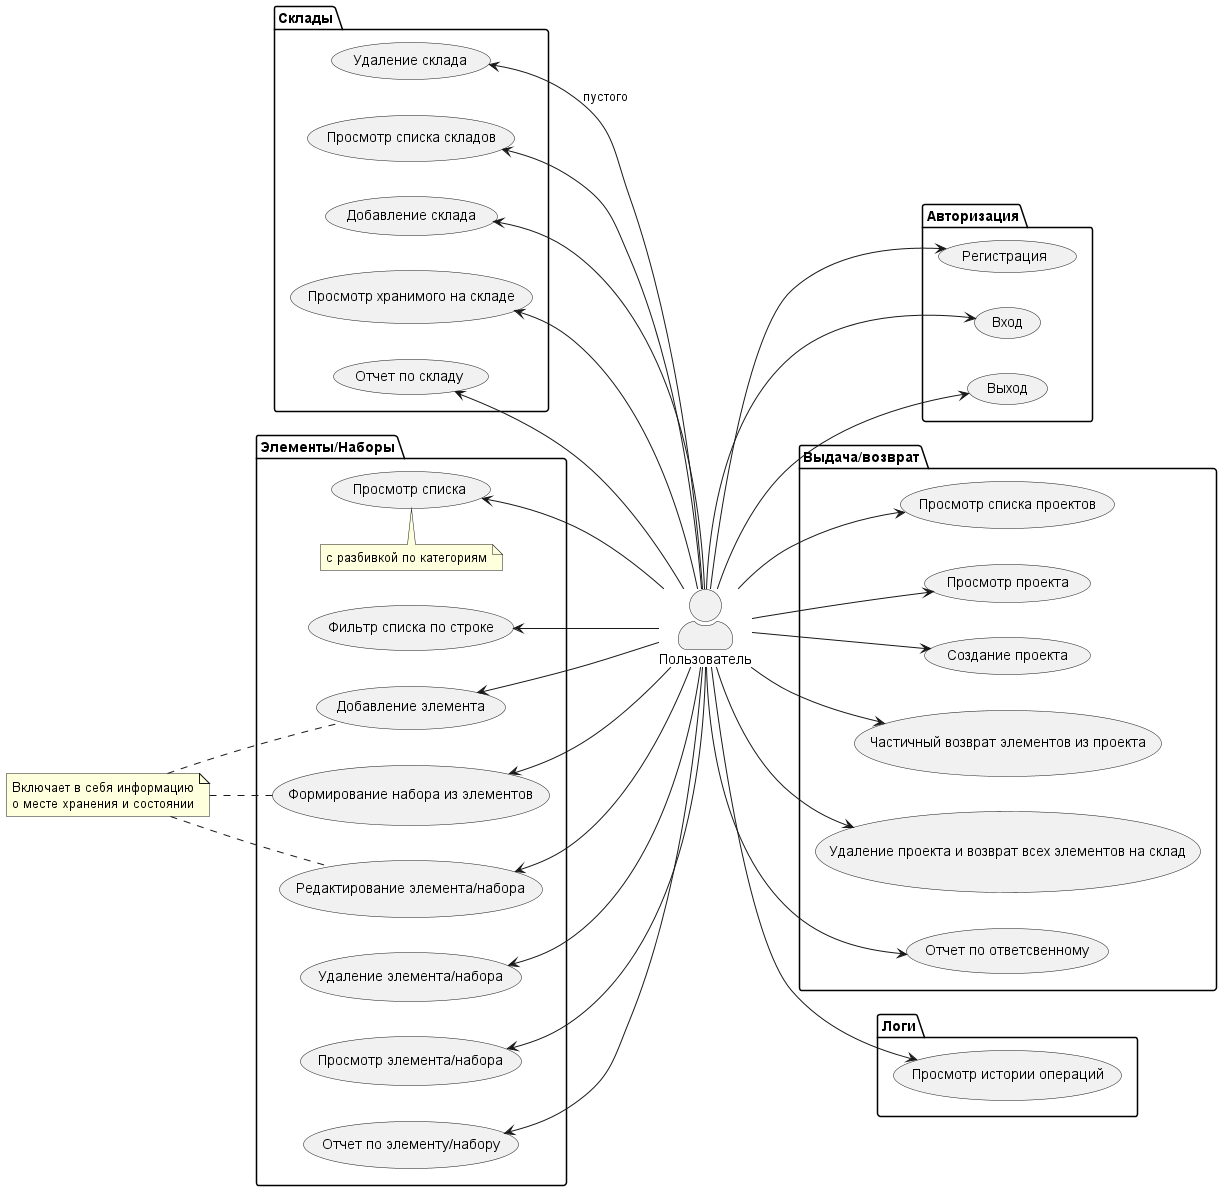 Склады
Удаление склада
пустого
Просмотр списка складов
Добавление склада
Просмотр хранимого на складе
Отчет по складу
Авторизация
Регистрация
Вход
Выход
Элементы/Наборы
Просмотр списка
с разбивкой по категориям
Фильтр списка по строке
Добавление элемента
Включает в себя информацию
о месте хранения и состоянии
Формирование набора из элементов
Редактирование элемента/набора
Удаление элемента/набора
Просмотр элемента/набора
Отчет по элементу/набору
Пользователь
Выдача/возврат
Просмотр списка проектов
Просмотр проекта
Создание проекта
Частичный возврат элементов из проекта
Удаление проекта и возврат всех элементов на склад
Отчет по ответсвенному
Логи
Просмотр истории операций